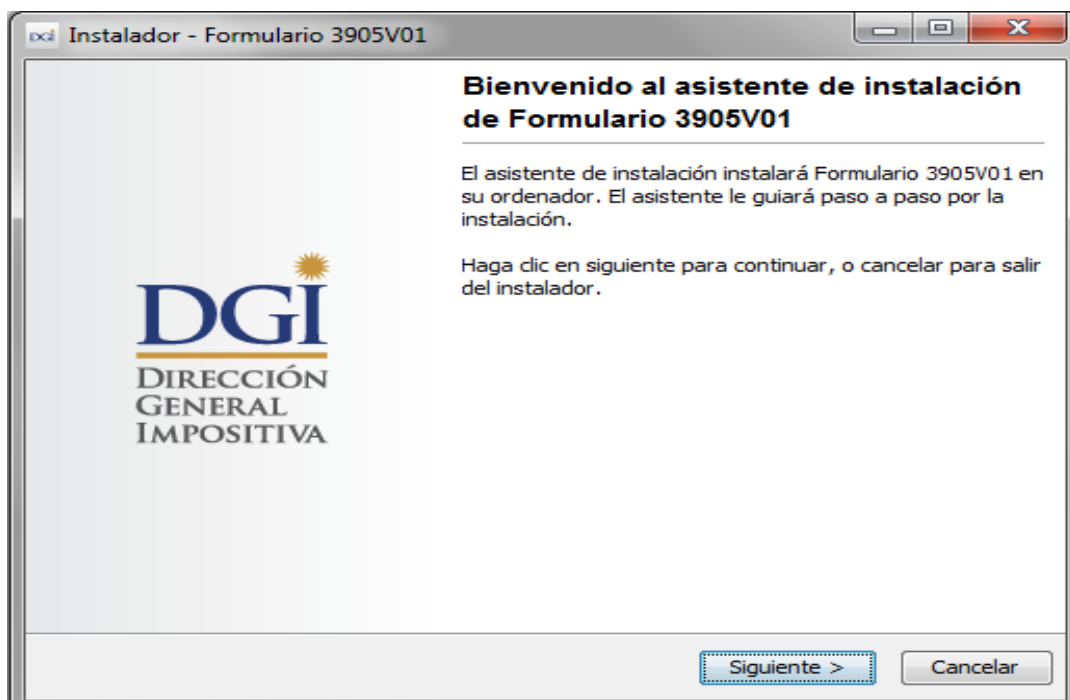 DGI Instalador - Formulario 3905V01
Bienvenido al asistente de instalación
de Formulario 3905V01
El asistente de instalación instalará Formulario 3905V01 en
su ordenador. El asistente le guiará paso a paso por la
instalación.
Haga clic en siguiente para continuar, o cancelar para salir
del instalador.
DGI
DIRECCIÓN
GENERAL
IMPOSITIVA
Siguiente >
Cancelar